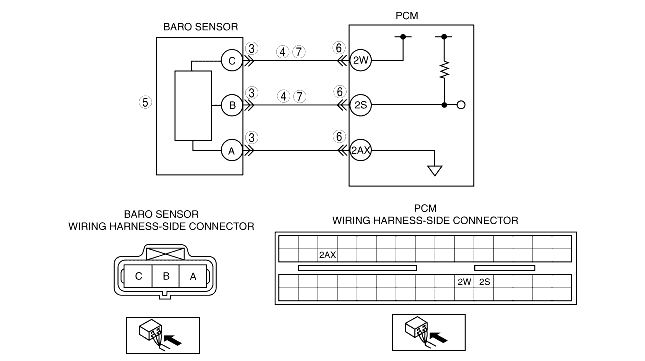 BARO SENSOR
PCM
C 3 4 7 6 2W
5
B 3 4 7 6 2S
A 3 6 2AX
BARO SENSOR
WIRING HARNESS-SIDE CONNECTOR
C B A
PCM
WIRING HARNESS-SIDE CONNECTOR
2AX
2W 2S